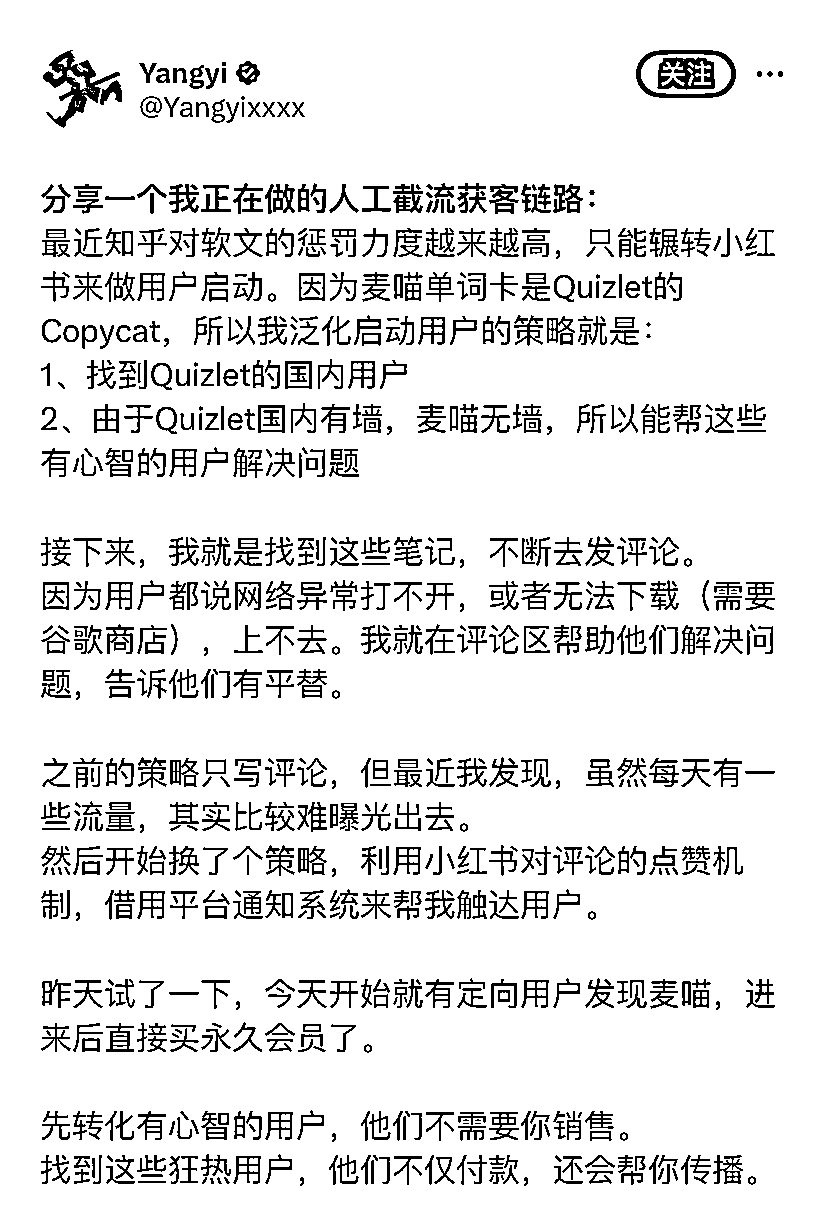 Yangyi
@Yangyixxxx
关注
分享一个我正在做的人工截流获客链路：
最近知乎对软文的惩罚力度越来越高，只能辗转小红
书来做用户启动。因为麦喵单词卡是Quizlet的
Copycat，所以我泛化启动用户的策略就是：
1、找到Quizlet的国内用户
2、由于Quizlet国内有墙，麦喵无墙，所以能帮这些
有心智的用户解决问题
接下来，我就是找到这些笔记，不断去发评论。
因为用户都说网络异常打不开，或者无法下载（需要
谷歌商店），上不去。我就在评论区帮助他们解决问
题，告诉他们有平替。
之前的策略只写评论，但最近我发现，虽然每天有一
些流量，其实比较难曝光出去。
然后开始换了个策略，利用小红书对评论的点赞机
制，借用平台通知系统来帮我触达用户。
昨天试了一下，今天开始就有定向用户发现麦喵，进
来后直接买永久会员了。
先转化有心智的用户，他们不需要你销售。
找到这些狂热用户，他们不仅付款，还会帮你传播。